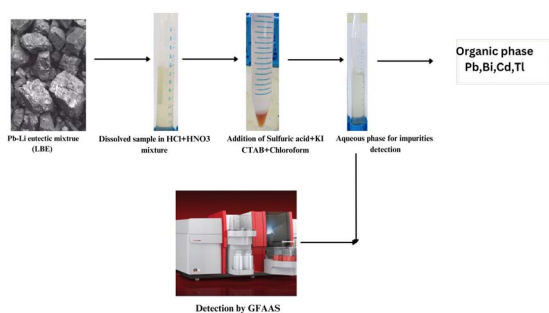 Organic phase
Pb,Bi,Cd,Tl
Pb-Li eutectic mixtrue
(LBE)
Dissolved sample in HCl+HNO3
mixture
Addition of Sulfuric acid+KI
CTAB+Chloroform
Aqueous phase for impurities
detection
Detection by GFAAS